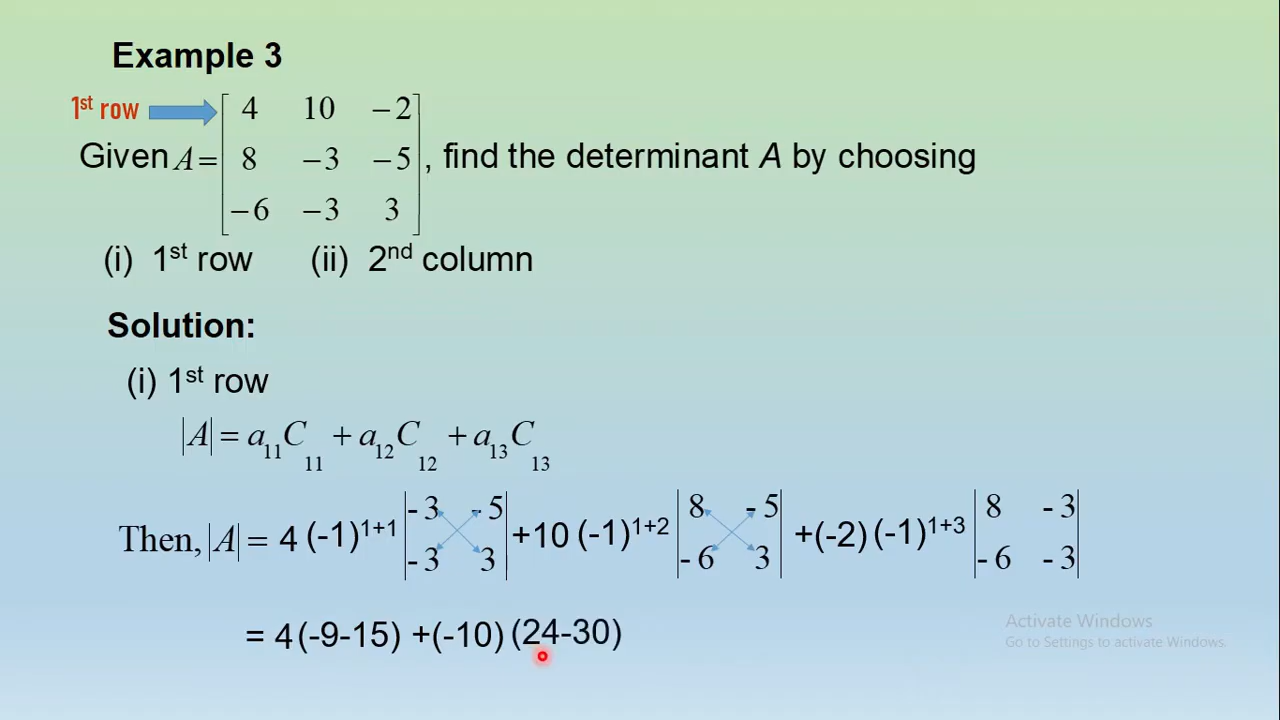 Example 3
1st row
Given A = [ 4 10 −2
8 −3 −5
−6 −3 3 ] , find the determinant A by choosing
(i) 1st row (ii) 2nd column
Solution:
(i) 1st row
|A| = a11C11 + a12C12 + a13C13
Then, |A| = 4 (-1)1+1 |-3 -5; -3 3| +10 (-1)1+2 |8 -5; -6 3| +(-2) (-1)1+3 |8 -3; -6 -3|
= 4 (-9-15) +(-10) (24-30)
Activate Windows
Go to Settings to activate Windows.